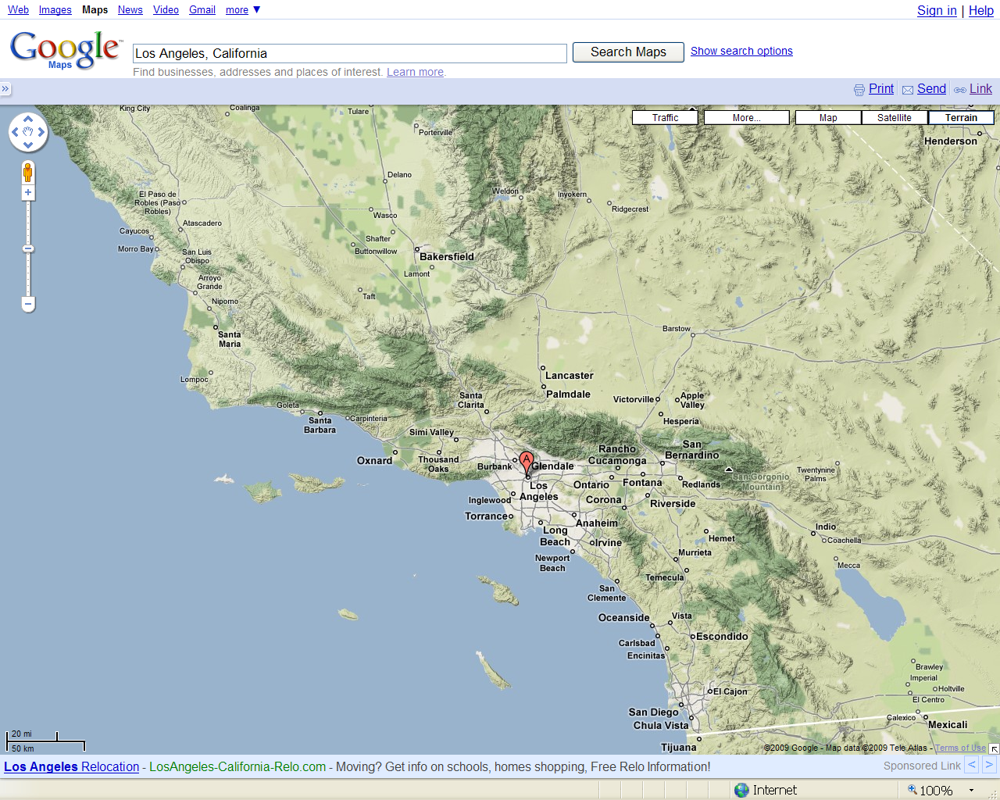 Web Images Maps News Video Gmail more ▼
Sign in | Help
Google™
Maps
Los Angeles, California
Search Maps
Show search options
Find businesses, addresses and places of interest. Learn more.
»
Print
Send
Link
Traffic
More...
Map
Satellite
Terrain
King City
Coalinga
Tulare
Porterville
Henderson
Delano
El Paso de
Robles (Paso
Robles)
Weldon
Inyokern
Ridgecrest
Wasco
Atascadero
Cayucos
Shafter
Morro Bay
San Luis
Obispo
Buttonwillow
Bakersfield
Lamont
Arroyo
Grande
Taft
Nipomo
Santa
Maria
Barstow
Lompoc
Lancaster
Palmdale
Santa
Clarita
Victorville
Apple
Valley
Goleta
Santa
Barbara
Carpinteria
Hesperia
Simi Valley
Oxnard
Thousand
Oaks
Burbank
A
Glendale
Rancho
Cucamonga
San
Bernardino
Los
Angeles
Ontario
Fontana
Redlands
San Gorgonio
Mountain
Twentynine
Palms
Inglewood
Corona
Riverside
Torrance
Anaheim
Long
Beach
Irvine
Hemet
Indio
Coachella
Newport
Beach
Murrieta
Mecca
Temecula
San
Clemente
Oceanside
Vista
Carlsbad
Escondido
Encinitas
Brawley
Imperial
Holtville
El Centro
El Cajon
San Diego
Chula Vista
Calexico
Mexicali
Tijuana
20 mi
50 km
©2009 Google - Map data ©2009 Tele Atlas - Terms of Use
Los Angeles Relocation - LosAngeles-California-Relo.com - Moving? Get info on schools, homes shopping, Free Relo Information!
Sponsored Link < >
Internet
100%